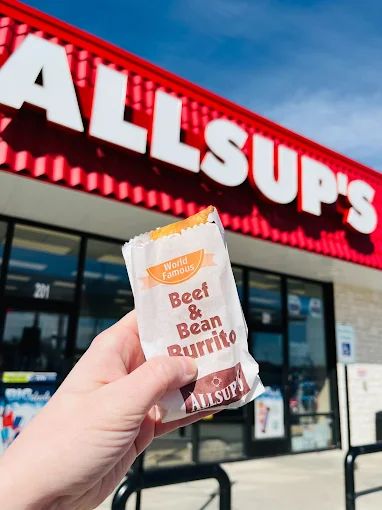 ALLSUP's
201
World
Famous
Beef
&
Bean
Burrito
ALLSUP'S